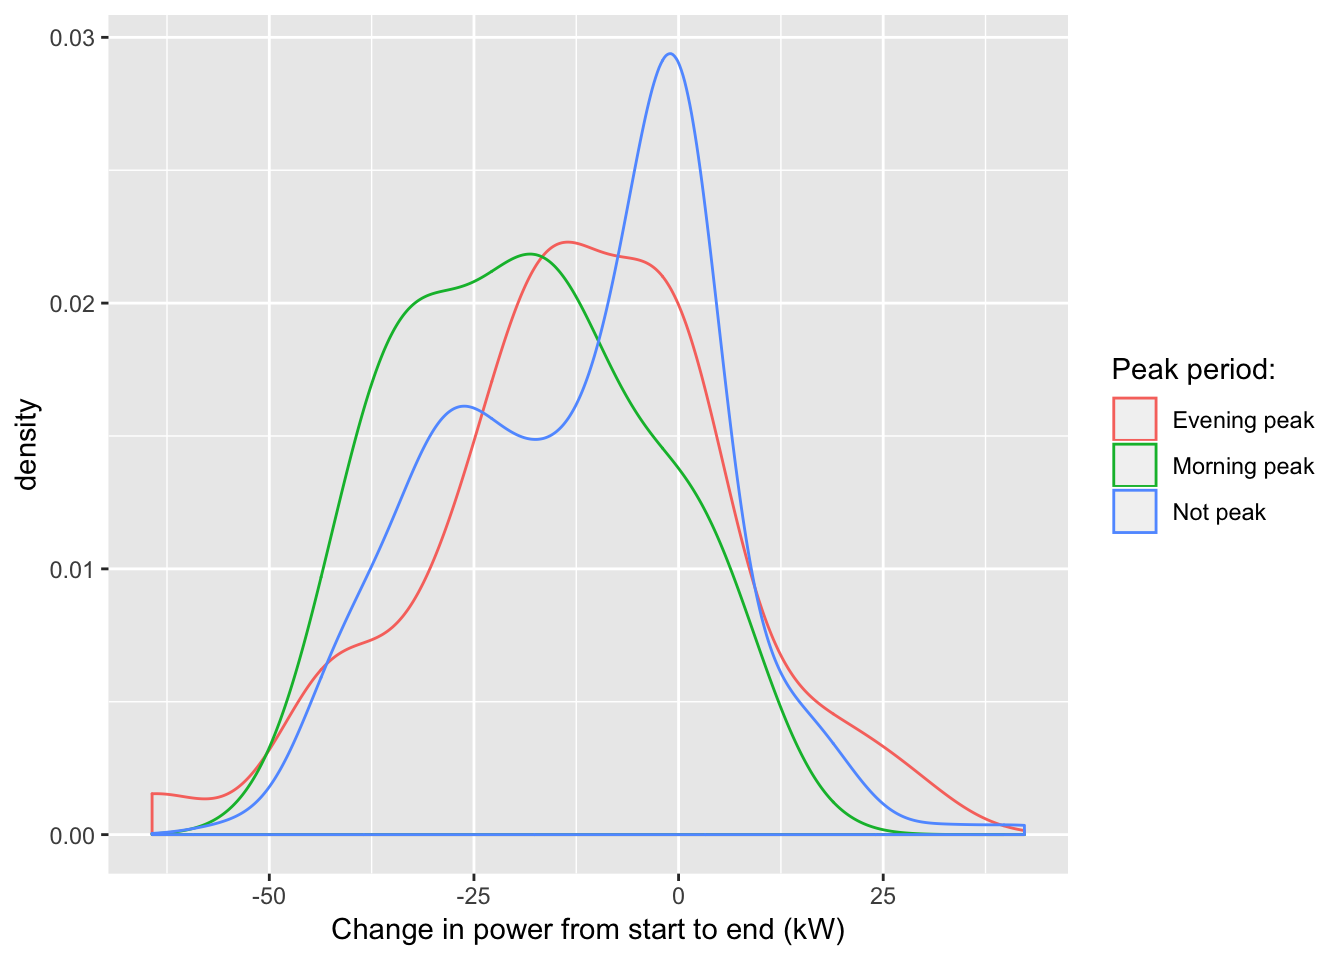 0.03
0.02
0.01
0.00
density
-50 -25 0 25
Change in power from start to end (kW)
Peak period:
Evening peak
Morning peak
Not peak